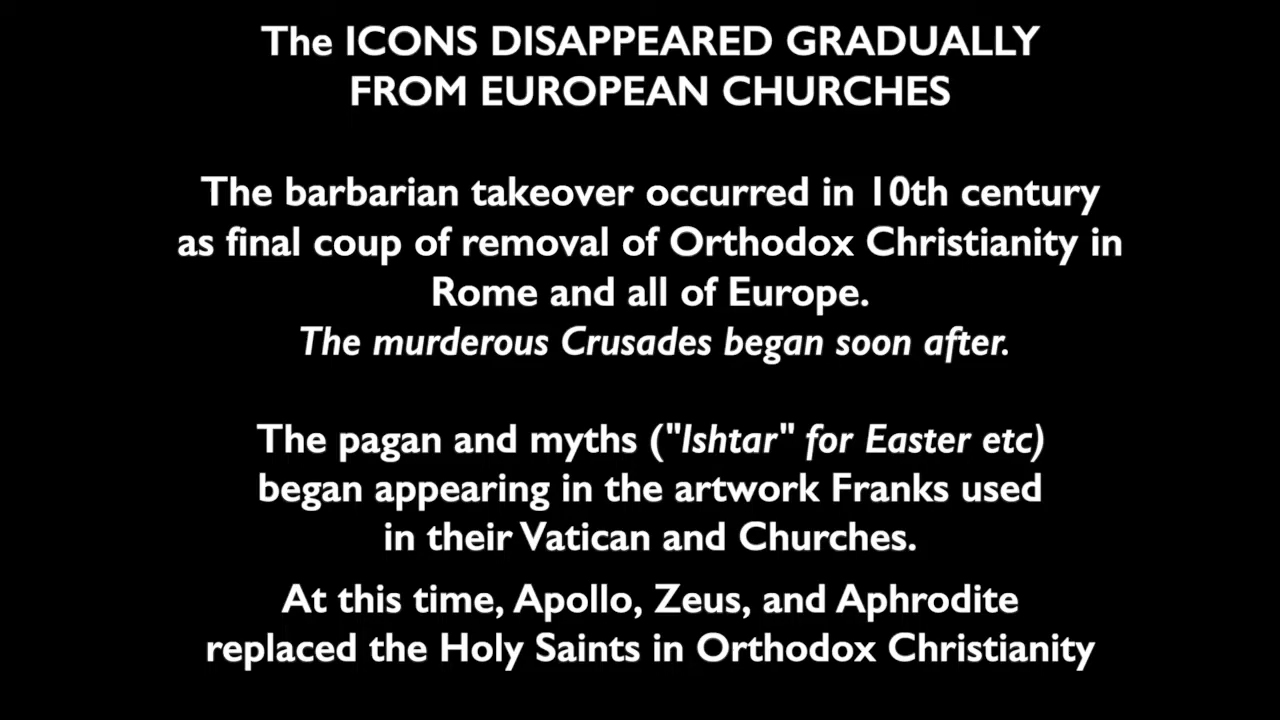 The ICONS DISAPPEARED GRADUALLY
FROM EUROPEAN CHURCHES
The barbarian takeover occurred in 10th century
as final coup of removal of Orthodox Christianity in
Rome and all of Europe.
The murderous Crusades began soon after.
The pagan and myths ("Ishtar" for Easter etc)
began appearing in the artwork Franks used
in their Vatican and Churches.
At this time, Apollo, Zeus, and Aphrodite
replaced the Holy Saints in Orthodox Christianity